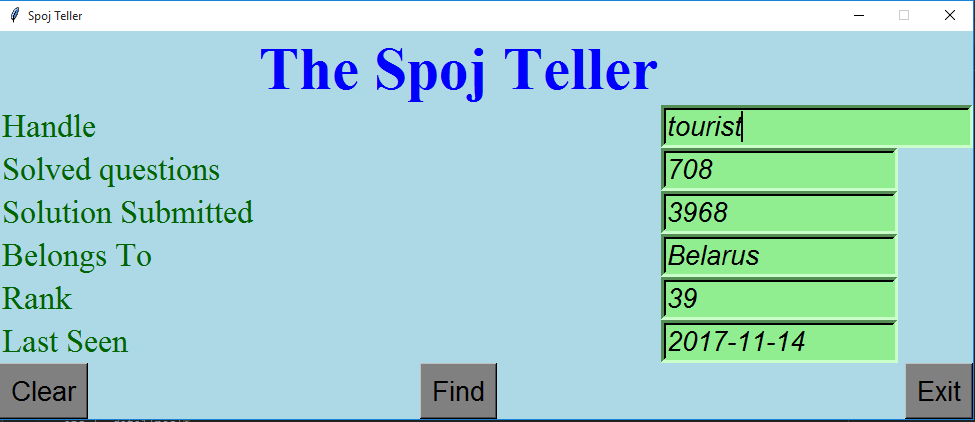 Spoj Teller
The Spoj Teller
Handle tourist
Solved questions 708
Solution Submitted 3968
Belongs To Belarus
Rank 39
Last Seen 2017-11-14
Clear Find Exit